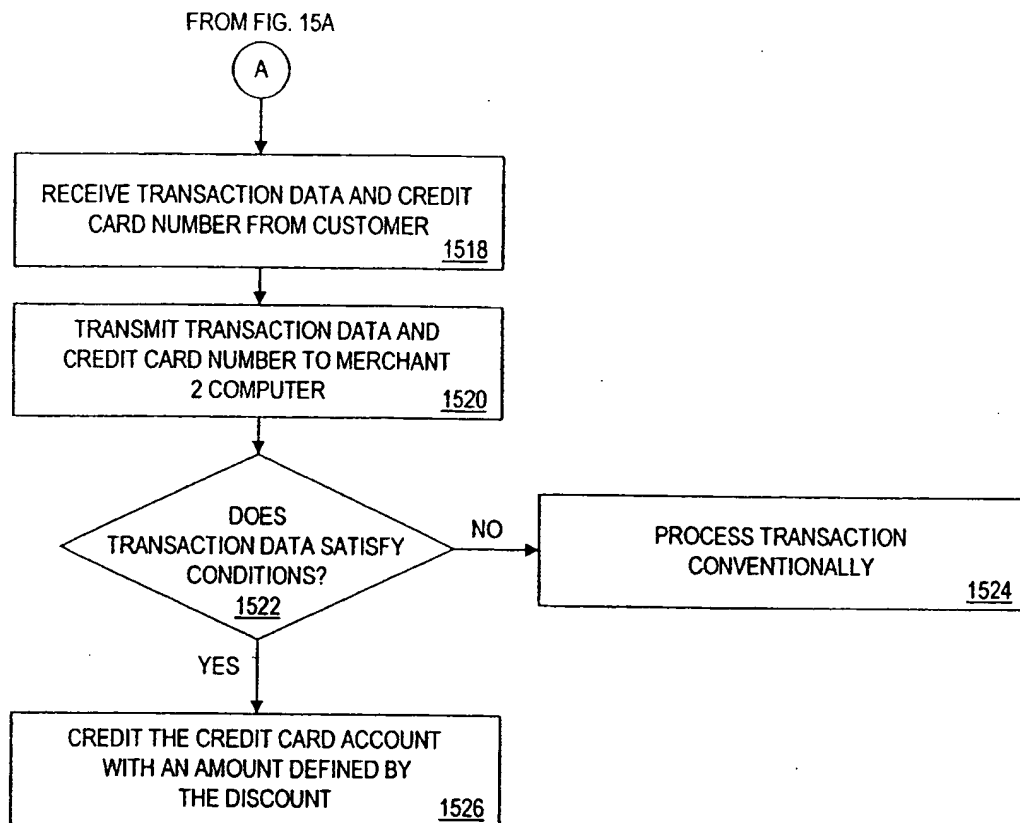 FROM FIG. 15A
A
RECEIVE TRANSACTION DATA AND CREDIT
CARD NUMBER FROM CUSTOMER
1518
TRANSMIT TRANSACTION DATA AND
CREDIT CARD NUMBER TO MERCHANT
2 COMPUTER
1520
DOES
TRANSACTION DATA SATISFY
CONDITIONS?
1522
NO
PROCESS TRANSACTION
CONVENTIONALLY
1524
YES
CREDIT THE CREDIT CARD ACCOUNT
WITH AN AMOUNT DEFINED BY
THE DISCOUNT
1526